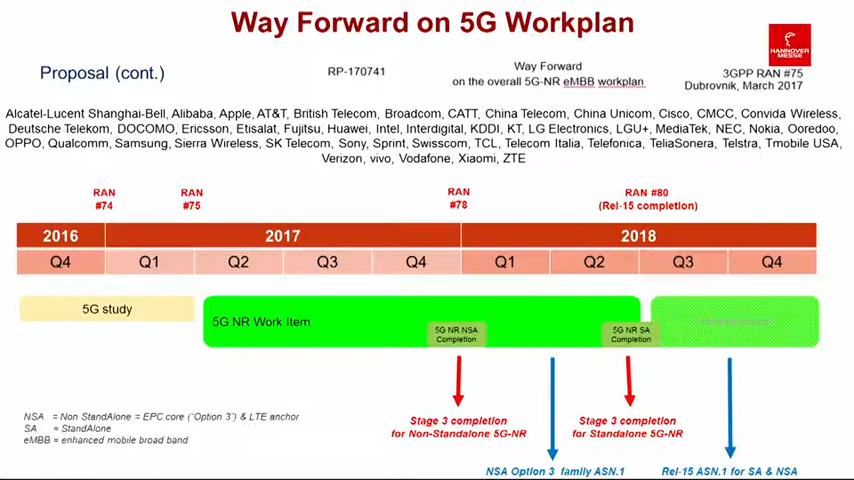 Way Forward on 5G Workplan
HANNOVER
MESSE
Proposal (cont.)
RP-170741
Way Forward
on the overall 5G-NR eMBB workplan
3GPP RAN #75
Dubrovnik, March 2017
Alcatel-Lucent Shanghai-Bell, Alibaba, Apple, AT&T, British Telecom, Broadcom, CATT, China Telecom, China Unicom, Cisco, CMCC, Convida Wireless,
Deutsche Telekom, DOCOMO, Ericsson, Etisalat, Fujitsu, Huawei, Intel, Interdigital, KDDI, KT, LG Electronics, LGU+, MediaTek, NEC, Nokia, Ooredoo,
OPPO, Qualcomm, Samsung, Sierra Wireless, SK Telecom, Sony, Sprint, Swisscom, TCL, Telecom Italia, Telefonica, TeliaSonera, Telstra, Tmobile USA,
Verizon, vivo, Vodafone, Xiaomi, ZTE
RAN
#74
RAN
#75
RAN
#78
RAN #80
(Rel-15 completion)
2016
2017
2018
Q4
Q1
Q2
Q3
Q4
Q1
Q2
Q3
Q4
5G study
5G NR Work Item
5G NR NSA
Completion
5G NR SA
Completion
NSA = Non StandAlone = EPC core ("Option 3") & LTE anchor
SA = StandAlone
eMBB = enhanced mobile broad band
Stage 3 completion
for Non-Standalone 5G-NR
Stage 3 completion
for Standalone 5G-NR
NSA Option 3 family ASN.1
Rel-15 ASN.1 for SA & NSA